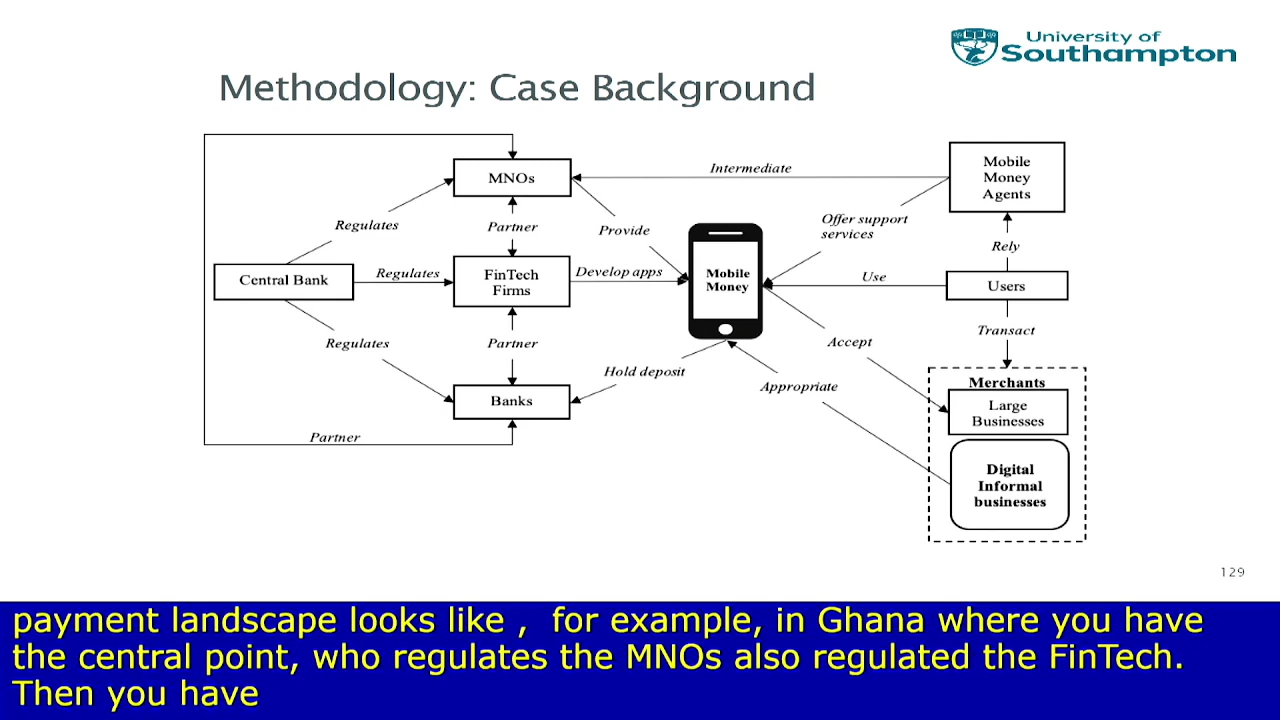 University of
Southampton
Methodology: Case Background
MNOs
Intermediate
Mobile
Money
Agents
Regulates
Partner
Provide
Offer support
services
Rely
Central Bank
Regulates
FinTech
Firms
Develop apps
Mobile
Money
Use
Users
Regulates
Partner
Hold deposit
Accept
Transact
Appropriate
Banks
Partner
Merchants
Large
Businesses
Digital
Informal
businesses
129
payment landscape looks like ,  for example, in Ghana where you have
the central point, who regulates the MNOs also regulated the FinTech.
Then you have